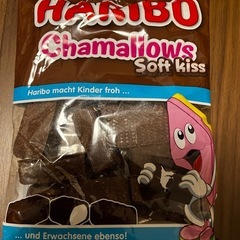 HARIBO
Chamallows
Soft kiss
Haribo macht Kinder froh ...
... und Erwachsene ebenso!